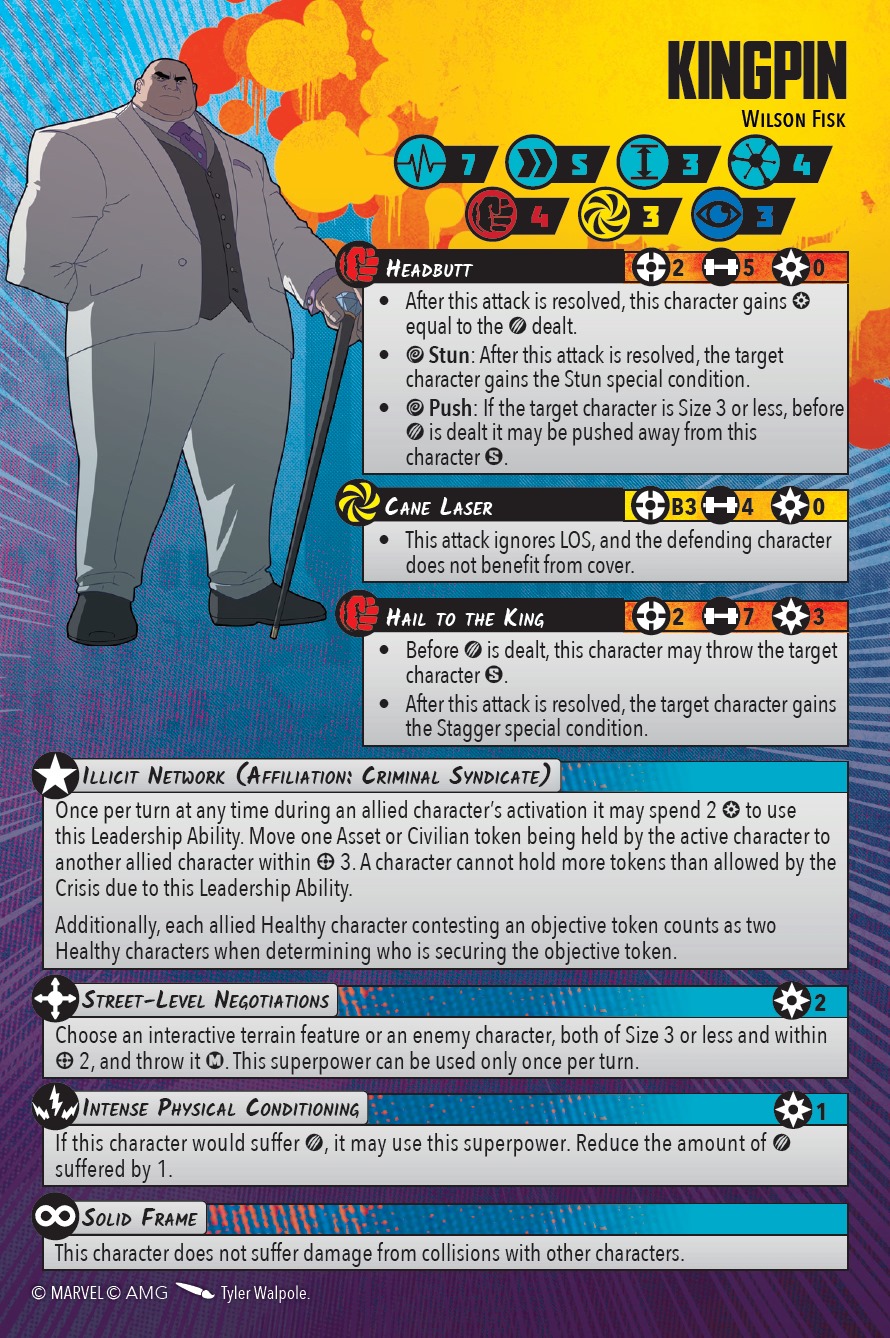 KINGPIN
Wilson Fisk
7 S 3 4
4 3 3
Headbutt 2 5 0
• After this attack is resolved, this character gains
equal to the dealt.
• Stun: After this attack is resolved, the target
character gains the Stun special condition.
• Push: If the target character is Size 3 or less, before
is dealt it may be pushed away from this
character S.
Cane Laser B3 4 0
• This attack ignores LOS, and the defending character
does not benefit from cover.
Hail to the King 2 7 3
• Before is dealt, this character may throw the target
character S.
• After this attack is resolved, the target character gains
the Stagger special condition.
Illicit Network (Affiliation: Criminal Syndicate)
Once per turn at any time during an allied character’s activation it may spend 2 to use
this Leadership Ability. Move one Asset or Civilian token being held by the active character to
another allied character within 3. A character cannot hold more tokens than allowed by the
Crisis due to this Leadership Ability.
Additionally, each allied Healthy character contesting an objective token counts as two
Healthy characters when determining who is securing the objective token.
Street-Level Negotiations 2
Choose an interactive terrain feature or an enemy character, both of Size 3 or less and within
2, and throw it M. This superpower can be used only once per turn.
Intense Physical Conditioning 1
If this character would suffer , it may use this superpower. Reduce the amount of
suffered by 1.
Solid Frame
This character does not suffer damage from collisions with other characters.
© MARVEL © AMG Tyler Walpole.